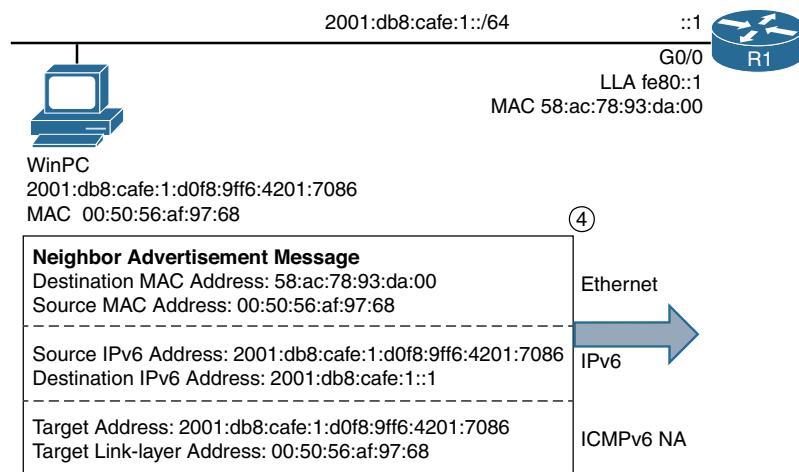 2001:db8:cafe:1::/64
::1
R1
G0/0
LLA fe80::1
MAC 58:ac:78:93:da:00
WinPC
2001:db8:cafe:1:d0f8:9ff6:4201:7086
MAC 00:50:56:af:97:68
4
Neighbor Advertisement Message
Destination MAC Address: 58:ac:78:93:da:00
Source MAC Address: 00:50:56:af:97:68
Ethernet
Source IPv6 Address: 2001:db8:cafe:1:d0f8:9ff6:4201:7086
Destination IPv6 Address: 2001:db8:cafe:1::1
IPv6
Target Address: 2001:db8:cafe:1:d0f8:9ff6:4201:7086
Target Link-layer Address: 00:50:56:af:97:68
ICMPv6 NA